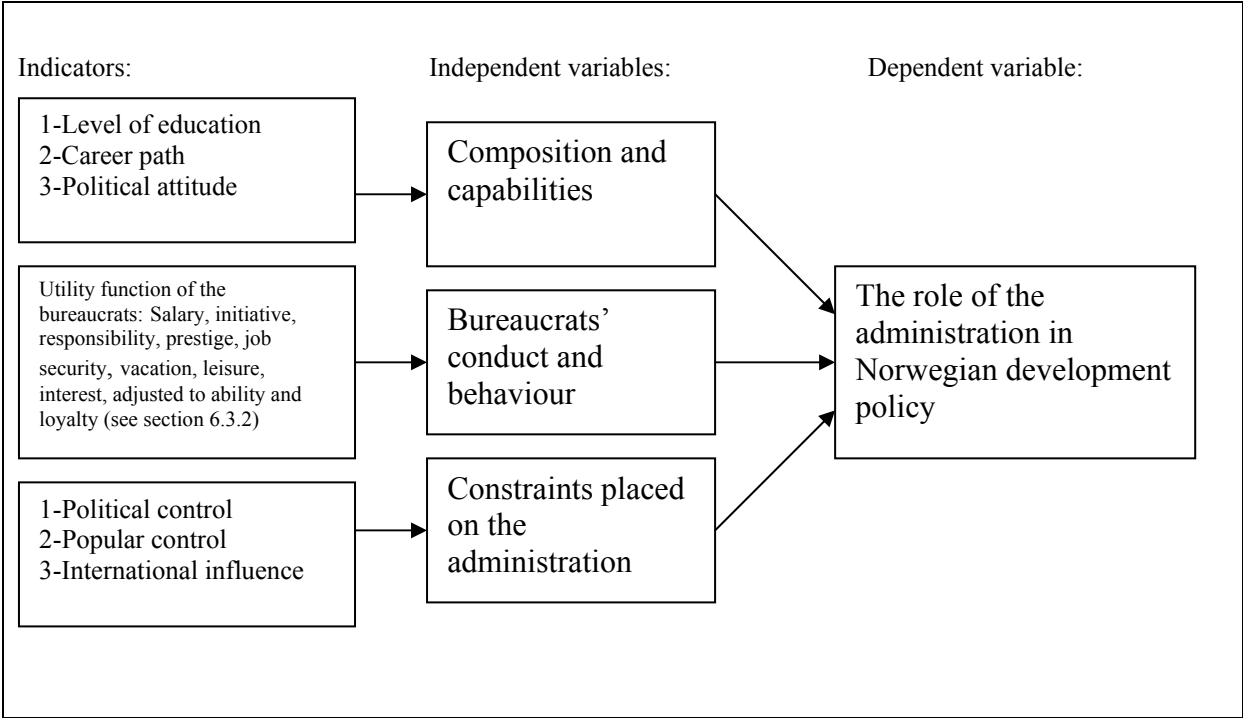 Indicators:
Independent variables:
Dependent variable:
1-Level of education
2-Career path
3-Political attitude
Composition and
capabilities
Utility function of the
bureaucrats: Salary, initiative,
responsibility, prestige, job
security, vacation, leisure,
interest, adjusted to ability and
loyalty (see section 6.3.2)
Bureaucrats’
conduct and
behaviour
The role of the
administration in
Norwegian development
policy
1-Political control
2-Popular control
3-International influence
Constraints placed
on the
administration